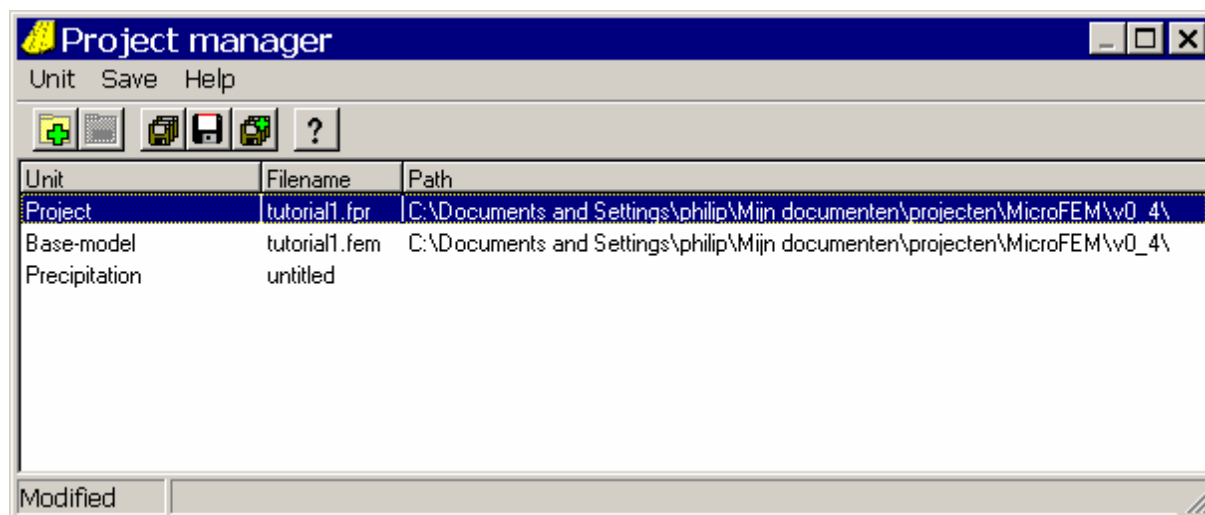 Project manager
Unit Save Help
?
Unit Filename Path
Project tutorial1.fpr C:\Documents and Settings\philip\Mijn documenten\projecten\MicroFEM\v0_4\
Base-model tutorial1.fem C:\Documents and Settings\philip\Mijn documenten\projecten\MicroFEM\v0_4\
Precipitation untitled
Modified